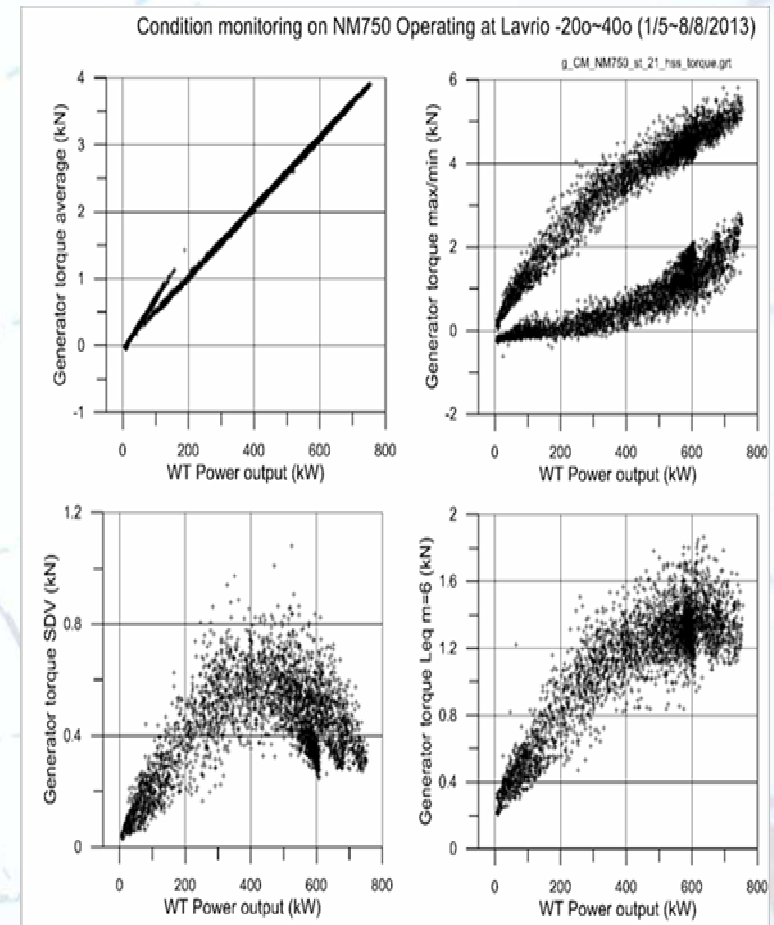 Condition monitoring on NM750 Operating at Lavrio -20o~40o (1/5~8/8/2013)
g_CM_NM750_st_21_hss_torque.grt
Generator torque average (kN)
4
3
2
1
0
-1
0 200 400 600 800
WT Power output (kW)
Generator torque max/min (kN)
6
4
2
0
-2
0 200 400 600 800
WT Power output (kW)
Generator torque SDV (kN)
1.2
0.8
0.4
0
0 200 400 600 800
WT Power output (kW)
Generator torque Leq m=6 (kN)
2
1.6
1.2
0.8
0.4
0
0 200 400 600 800
WT Power output (kW)